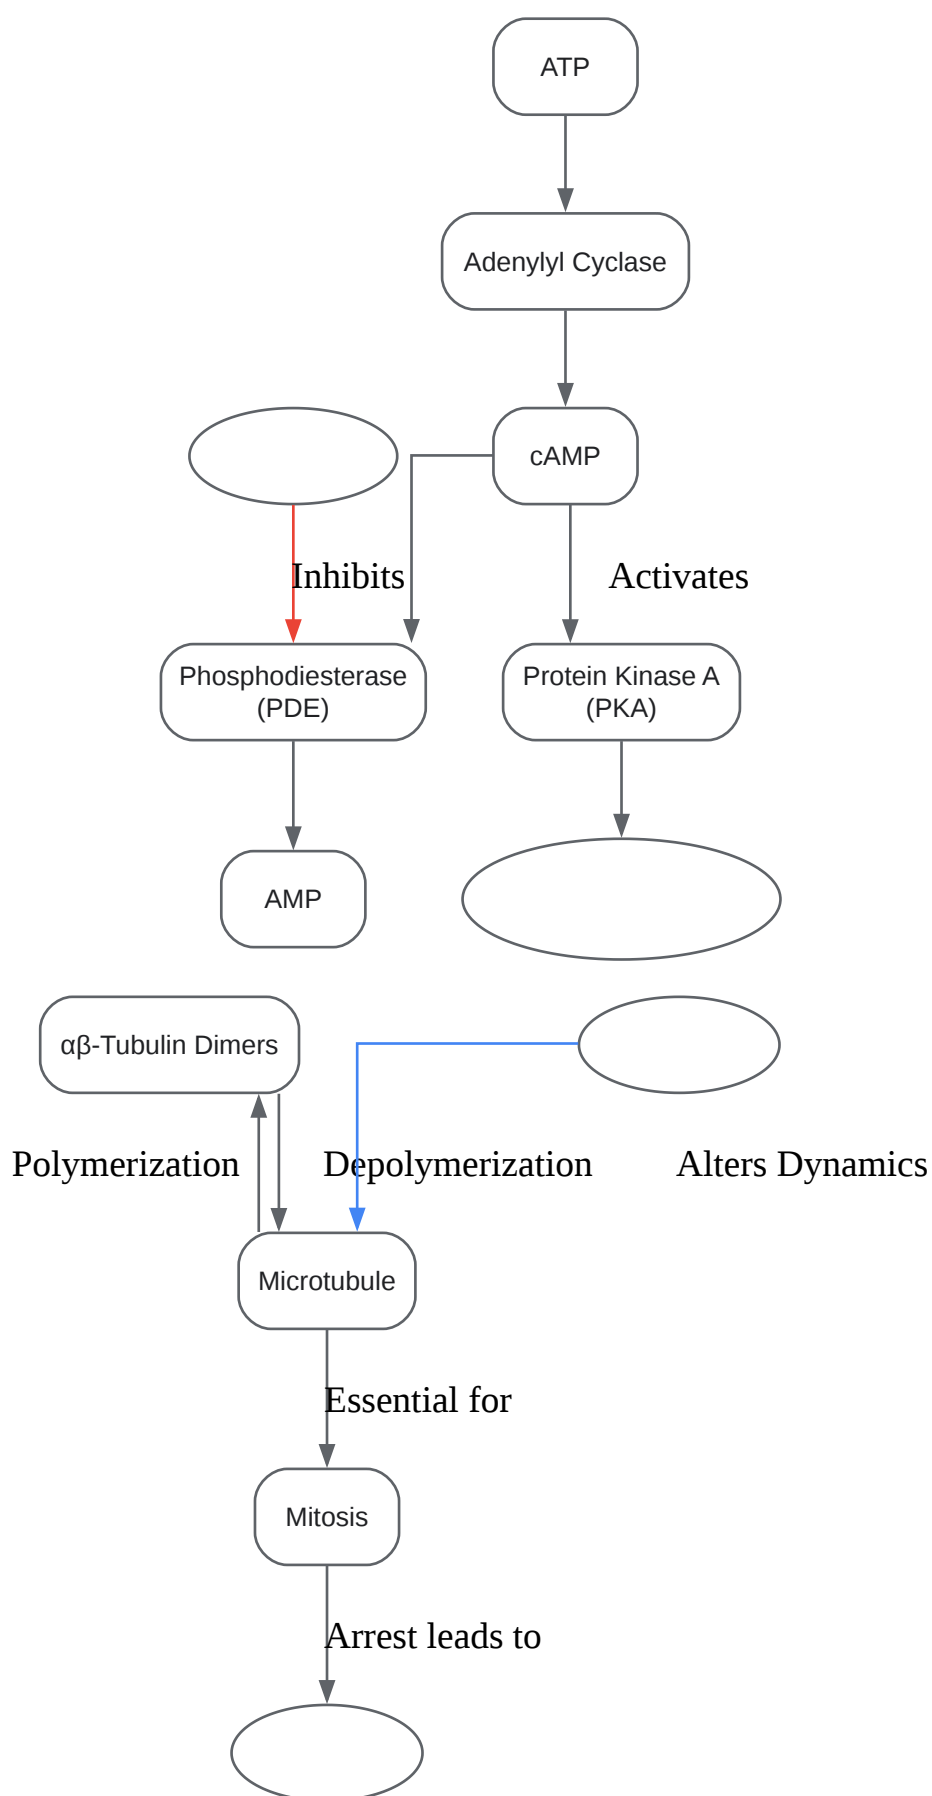 ATP
Adenylyl Cyclase
cAMP
Inhibits
Activates
Phosphodiesterase
(PDE)
Protein Kinase A
(PKA)
AMP
αβ-Tubulin Dimers
Polymerization
Depolymerization
Alters Dynamics
Microtubule
Essential for
Mitosis
Arrest leads to